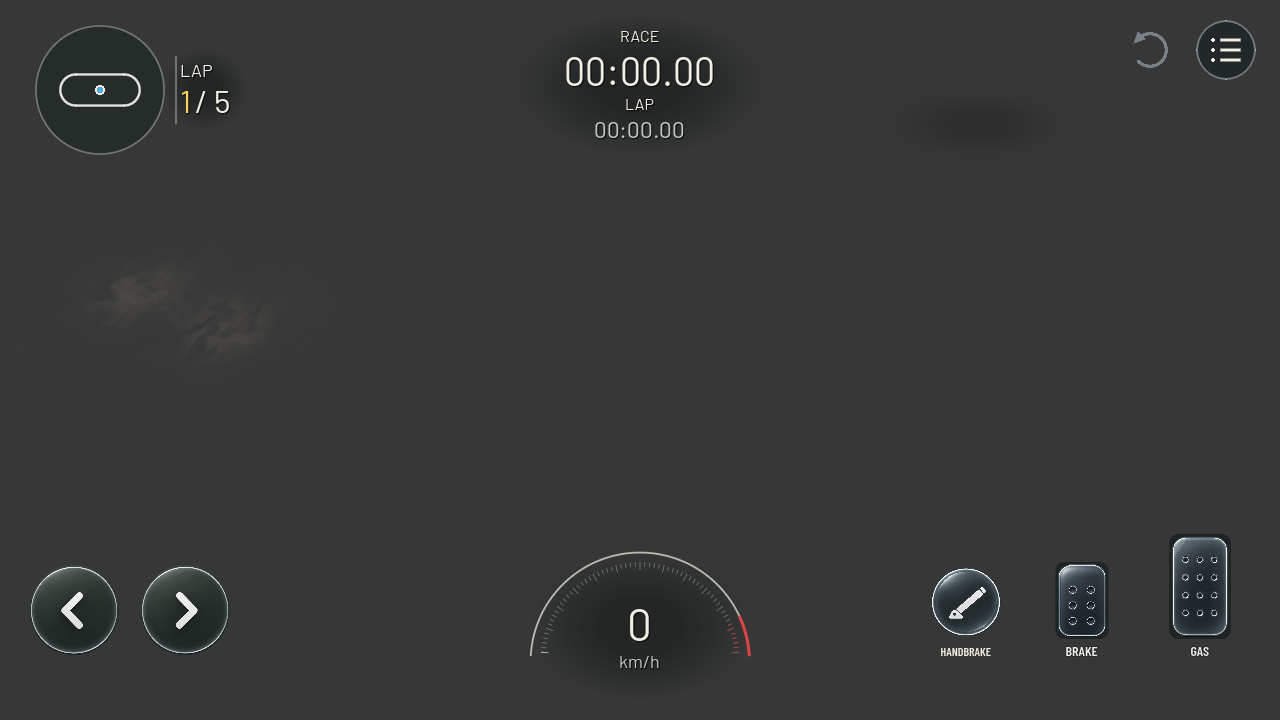 LAP
1/ 5
RACE
00:00.00
LAP
00:00.00
0
km/h
HANDBRAKE
BRAKE
GAS